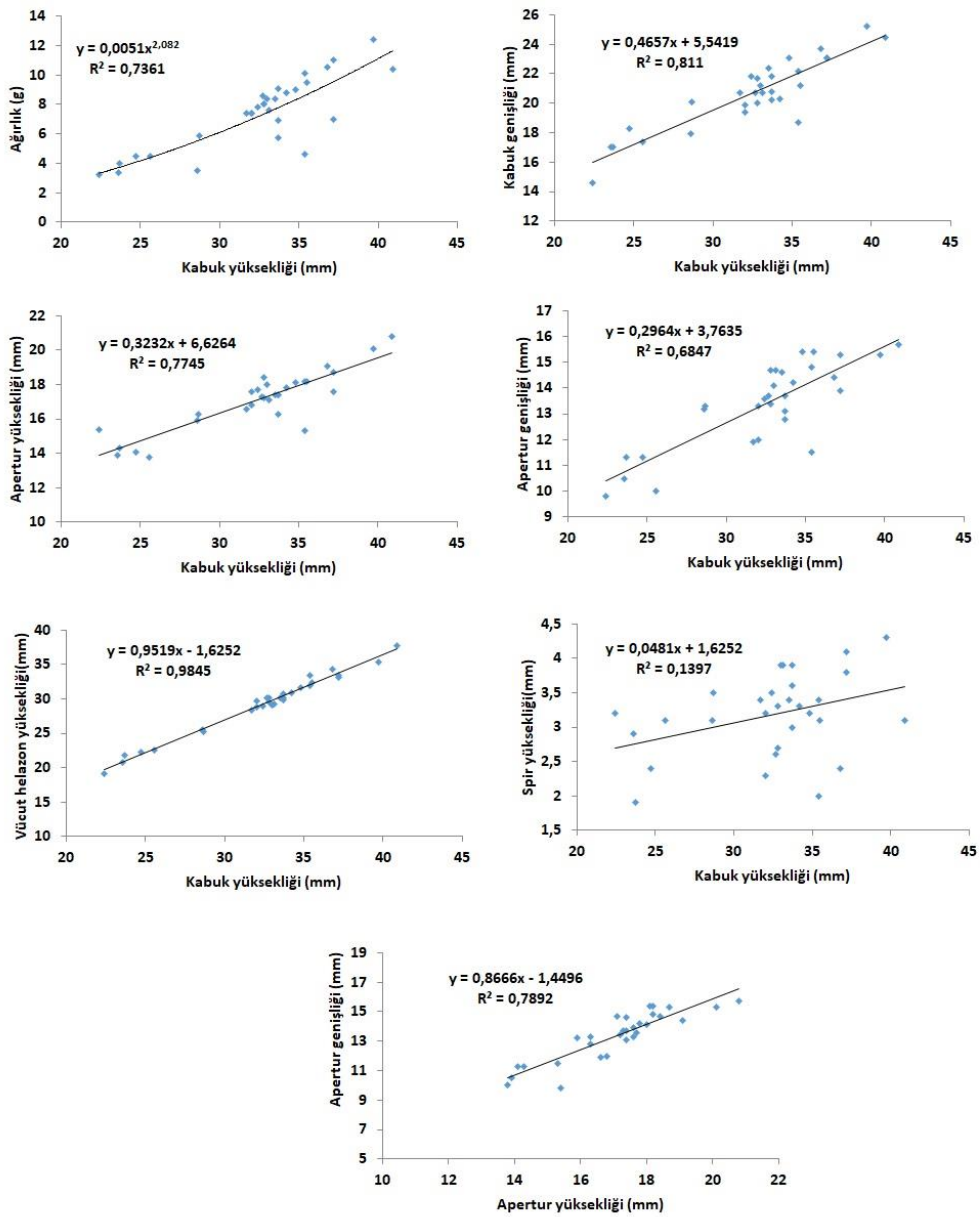 y = 0,0051x^2,082
R² = 0,7361
14
12
10
8
6
4
2
0
Ağırlık (g)
20 25 30 35 40 45
Kabuk yüksekliği (mm)
y = 0,4657x + 5,5419
R² = 0,811
26
24
22
20
18
16
14
12
Kabuk genişliği (mm)
20 25 30 35 40 45
Kabuk yüksekliği (mm)
y = 0,3232x + 6,6264
R² = 0,7745
22
20
18
16
14
12
10
Apertur yüksekliği (mm)
20 25 30 35 40 45
Kabuk yüksekliği (mm)
y = 0,2964x + 3,7635
R² = 0,6847
17
16
15
14
13
12
11
10
9
Apertur genişliği (mm)
20 25 30 35 40 45
Kabuk yüksekliği (mm)
y = 0,9519x - 1,6252
R² = 0,9845
40
35
30
25
20
15
10
Vücut helazon yüksekliği(mm)
20 25 30 35 40 45
Kabuk yüksekliği (mm)
y = 0,0481x + 1,6252
R² = 0,1397
4,5
4
3,5
3
2,5
2
1,5
Spir yüksekliği(mm)
20 25 30 35 40 45
Kabuk yüksekliği (mm)
y = 0,8666x - 1,4496
R² = 0,7892
19
17
15
13
11
9
7
5
Apertur genişliği (mm)
10 12 14 16 18 20 22
Apertur yüksekliği (mm)